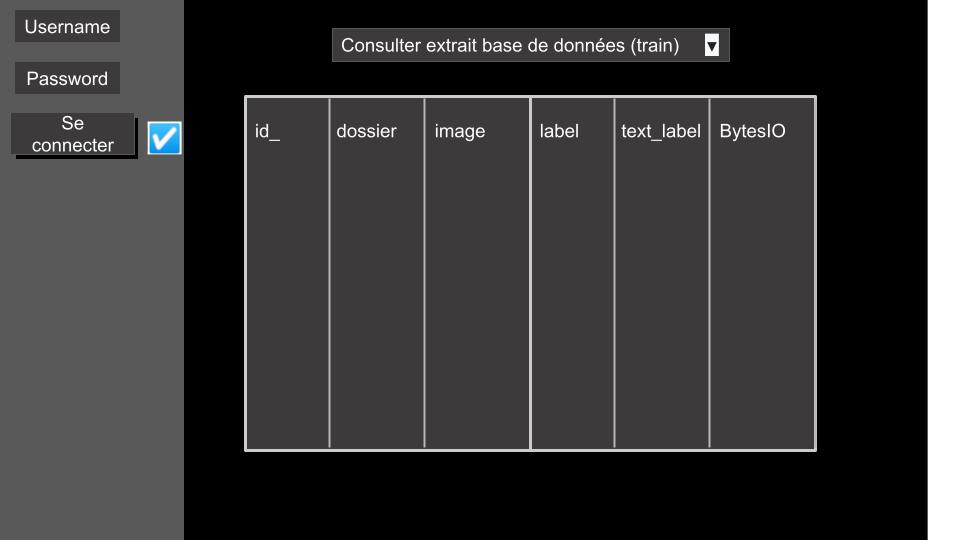 Username
Password
Se
connecter
Consulter extrait base de données (train)
id_ dossier image label text_label BytesIO